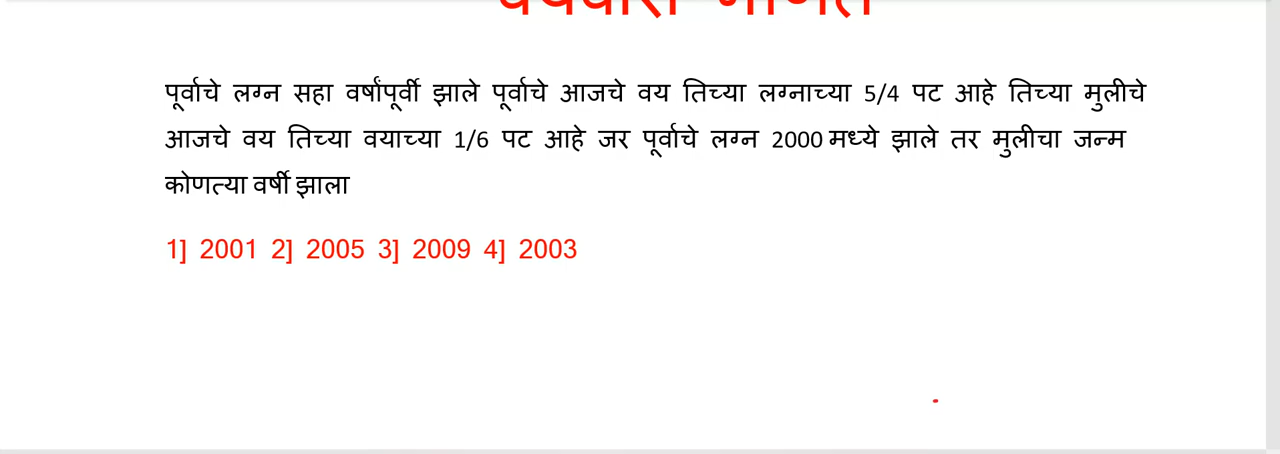 पूर्वाचे लग्न सहा वर्षांपूर्वी झाले पूर्वाचे आजचे वय तिच्या लग्नाच्या 5/4 पट आहे तिच्या मुलीचे
आजचे वय तिच्या वयाच्या 1/6 पट आहे जर पूर्वाचे लग्न 2000 मध्ये झाले तर मुलीचा जन्म
कोणत्या वर्षी झाला
1] 2001 2] 2005 3] 2009 4] 2003